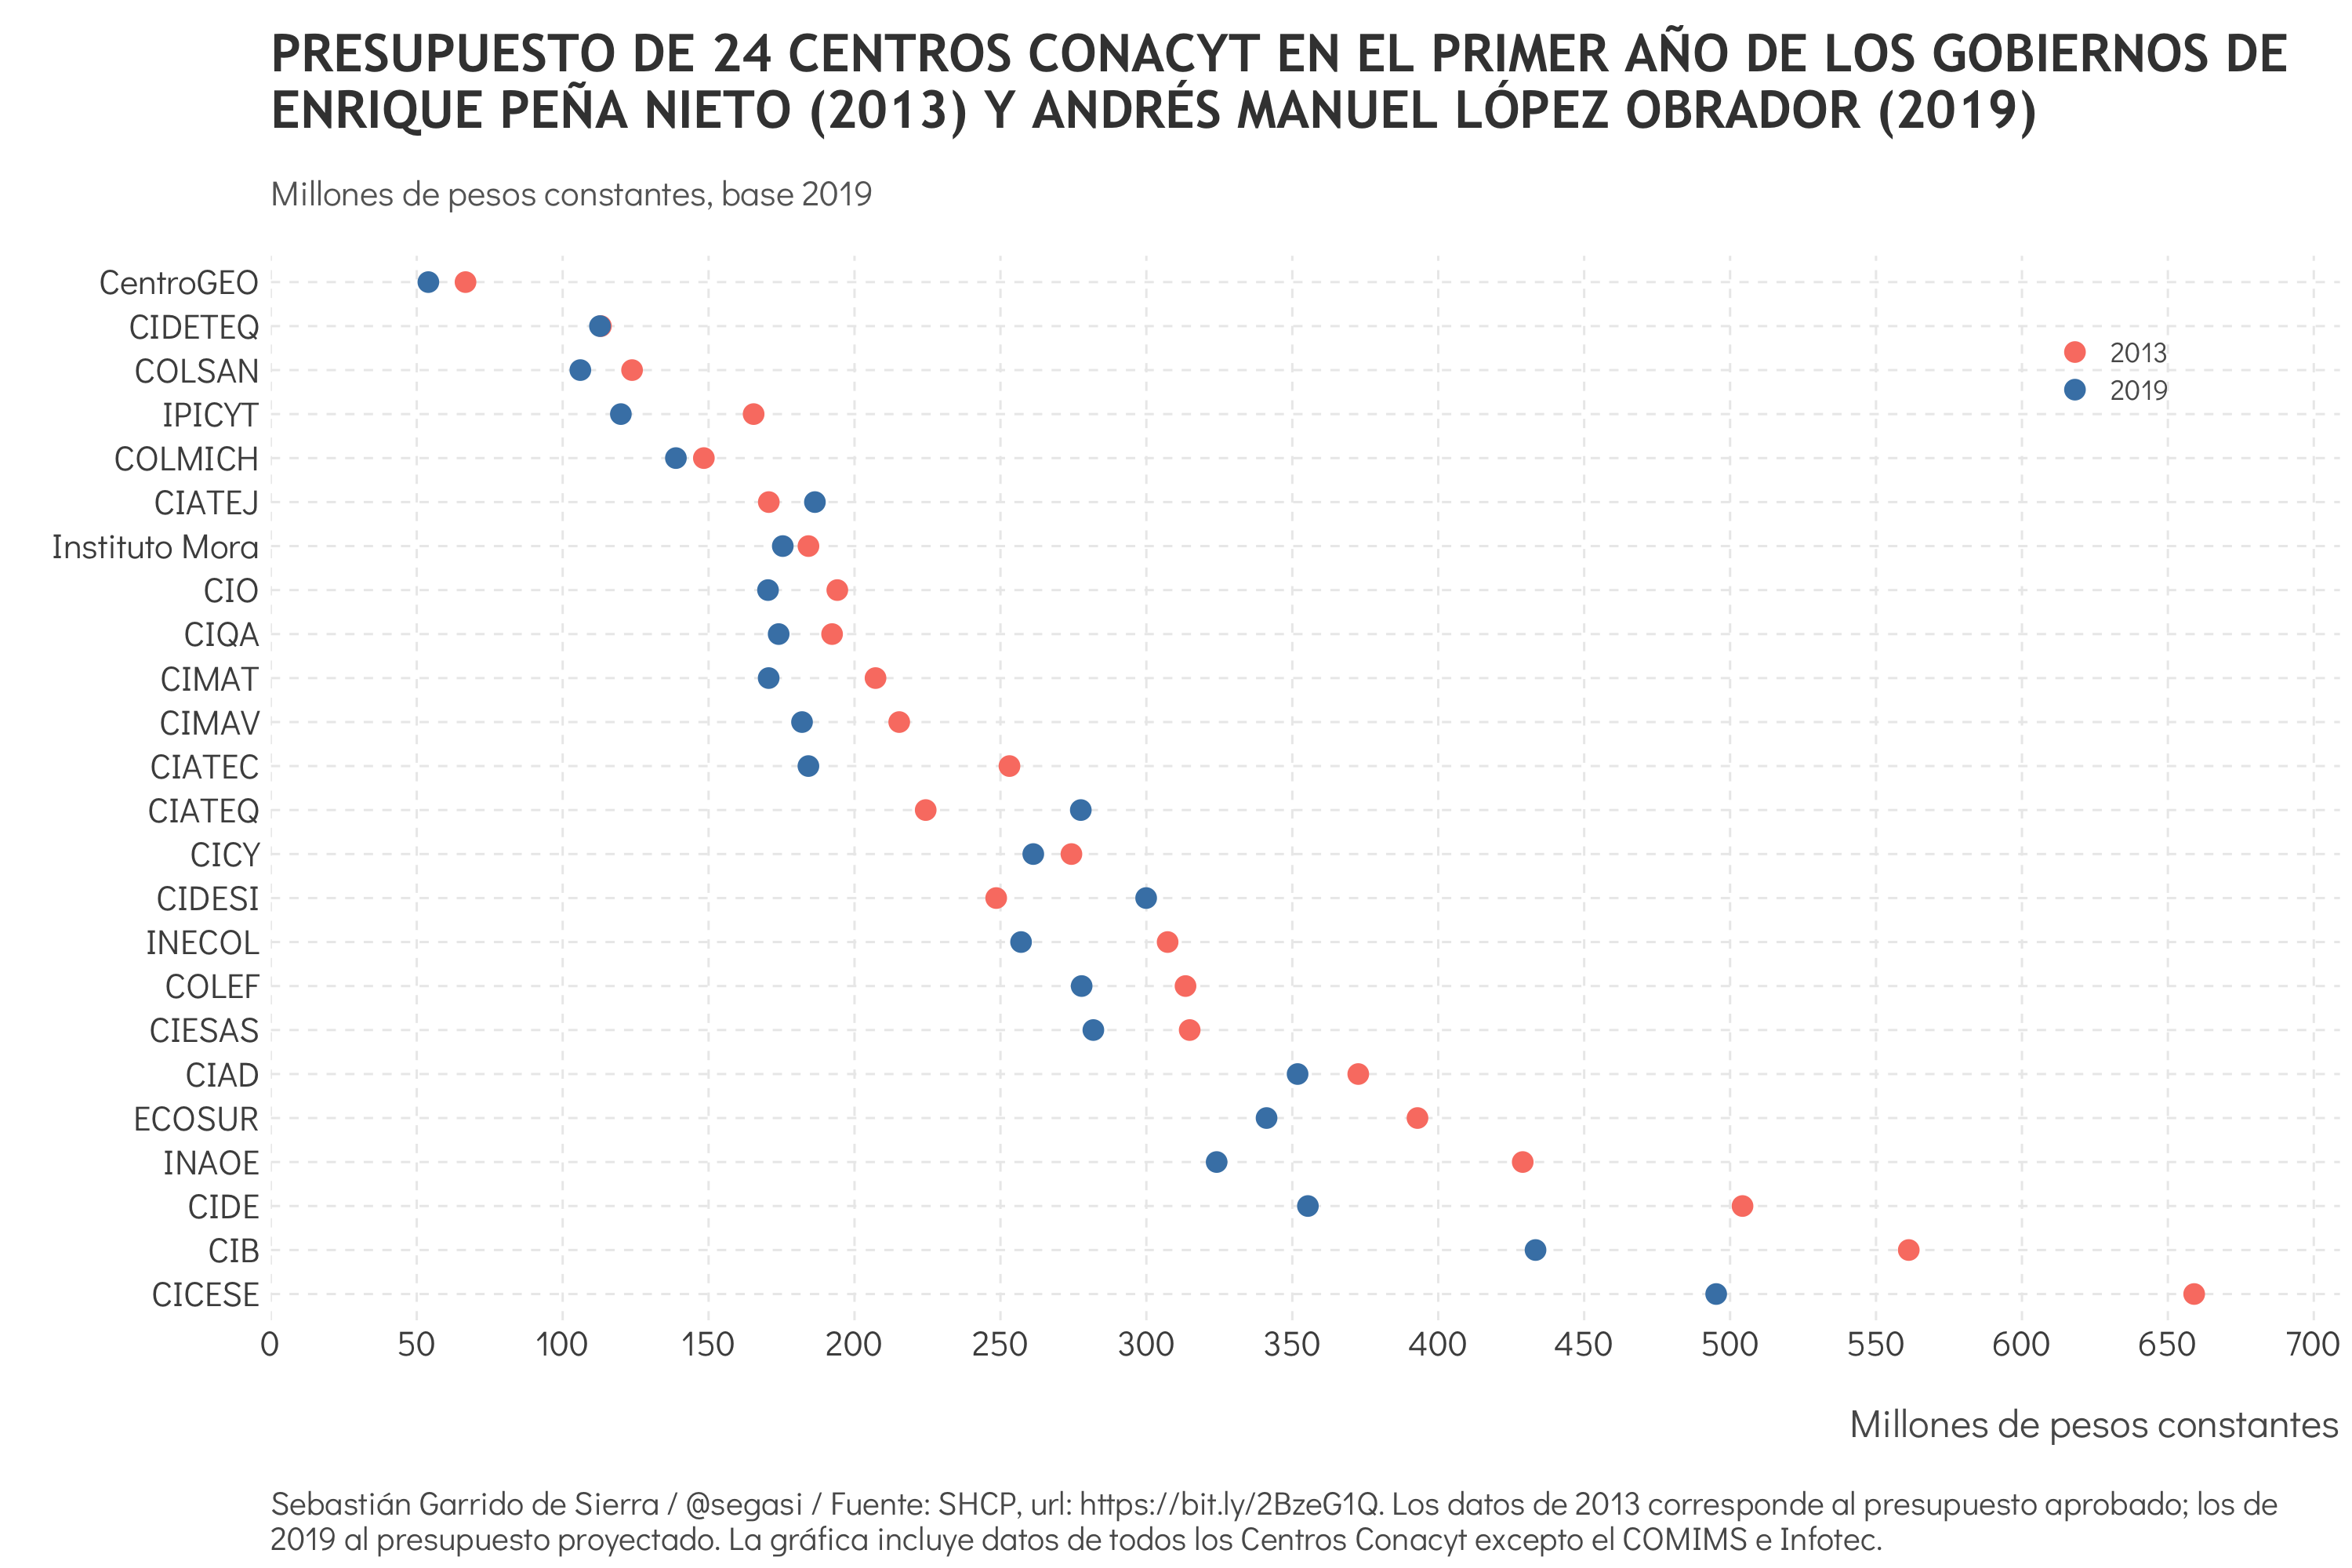 PRESUPUESTO DE 24 CENTROS CONACYT EN EL PRIMER AÑO DE LOS GOBIERNOS DE
ENRIQUE PEÑA NIETO (2013) Y ANDRÉS MANUEL LÓPEZ OBRADOR (2019)
Millones de pesos constantes, base 2019
CentroGEO
CIDETEQ
2013
COLSAN
2019
IPICYT
COLMICH
CIATEJ
Instituto Mora
CIO
CIQA
CIMAT
CIMAV
CIATEC
CIATEQ
CICY
CIDESI
INECOL
COLEF
CIESAS
CIAD
ECOSUR
INAOE
CIDE
CIB
CICESE
0 50 100 150 200 250 300 350 400 450 500 550 600 650 700
Millones de pesos constantes
Sebastián Garrido de Sierra / @segasi / Fuente: SHCP, url: https://bit.ly/2BzeG1Q. Los datos de 2013 corresponde al presupuesto aprobado; los de
2019 al presupuesto proyectado. La gráfica incluye datos de todos los Centros Conacyt excepto el COMIMS e Infotec.